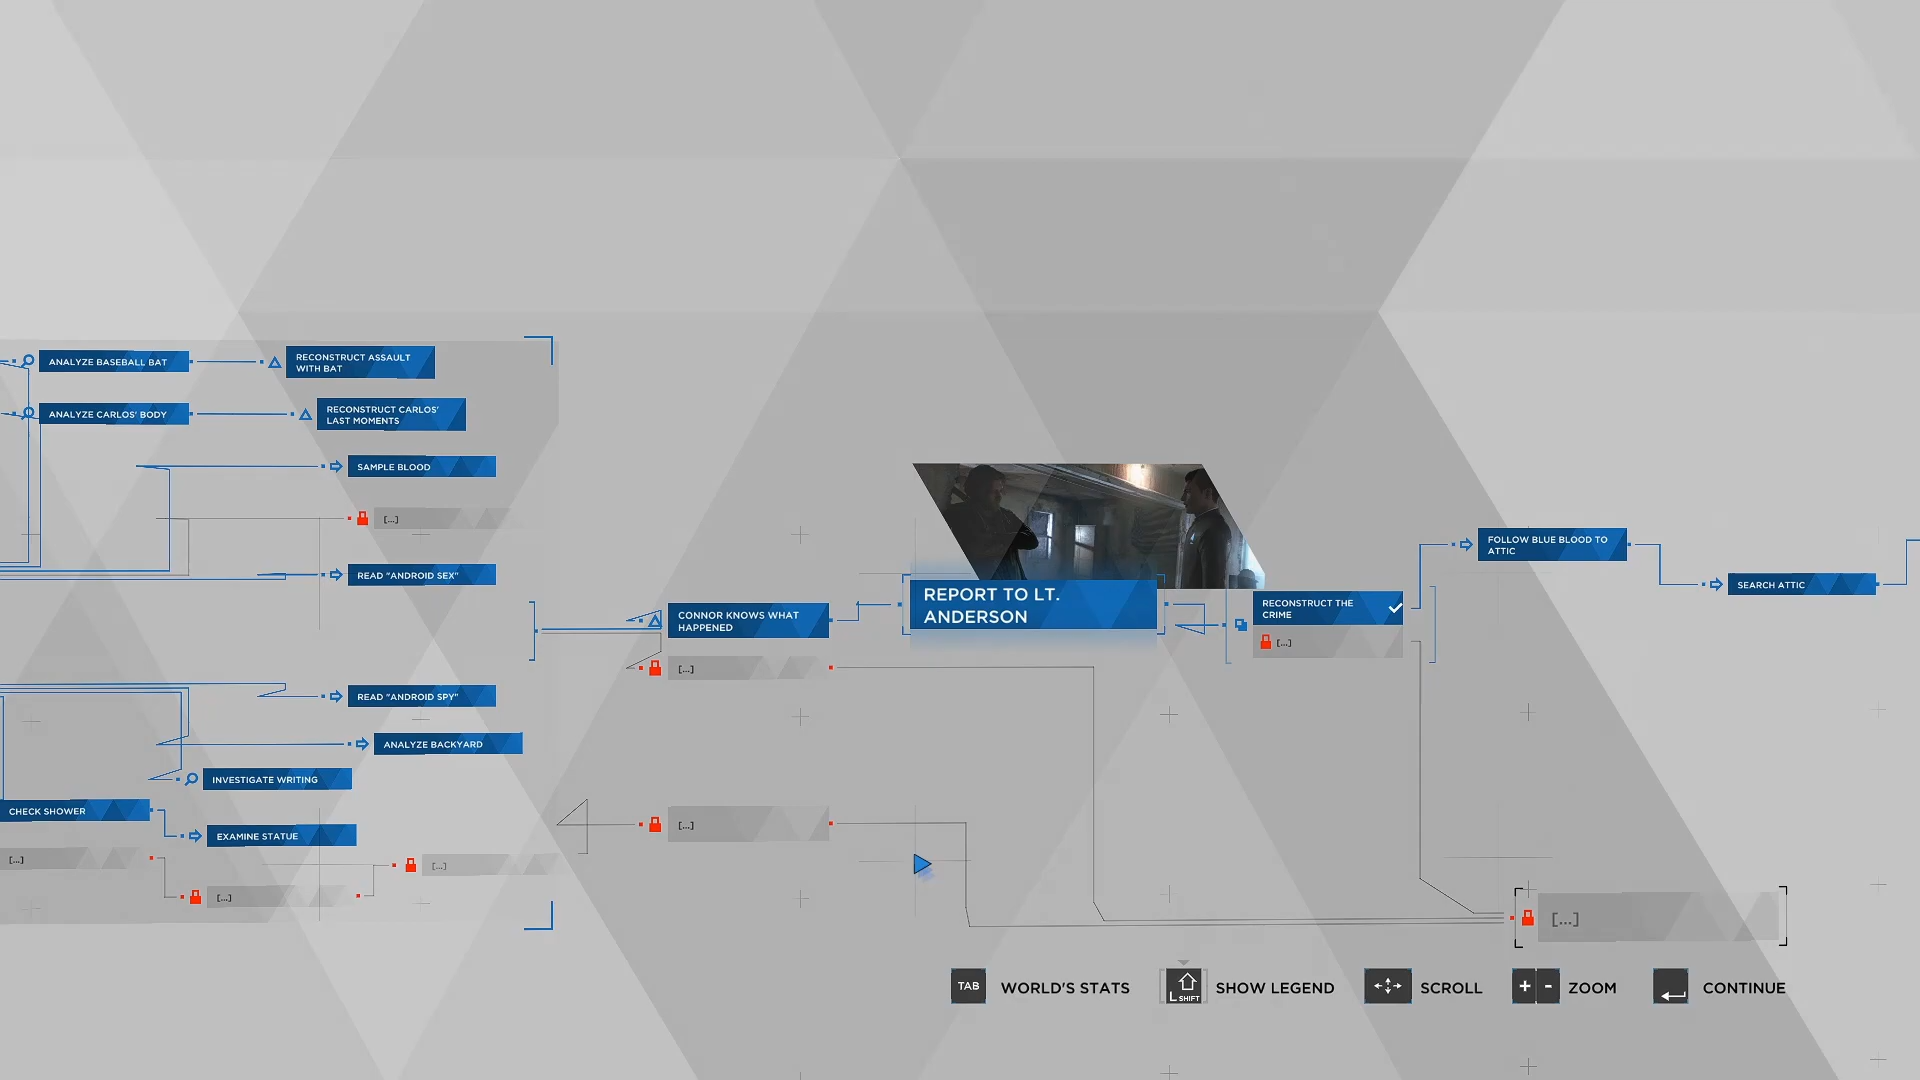 ANALYZE BASEBALL BAT
RECONSTRUCT ASSAULT
WITH BAT
ANALYZE CARLOS' BODY
RECONSTRUCT CARLOS'
LAST MOMENTS
SAMPLE BLOOD
[...]
READ "ANDROID SEX"
READ "ANDROID SPY"
ANALYZE BACKYARD
INVESTIGATE WRITING
CHECK SHOWER
EXAMINE STATUE
[...]
[...]
[...]
CONNOR KNOWS WHAT
HAPPENED
[...]
[...]
REPORT TO LT.
ANDERSON
RECONSTRUCT THE
CRIME
[...]
FOLLOW BLUE BLOOD TO
ATTIC
SEARCH ATTIC
[...]
TAB WORLD'S STATS
L SHIFT SHOW LEGEND
SCROLL
+ - ZOOM
CONTINUE